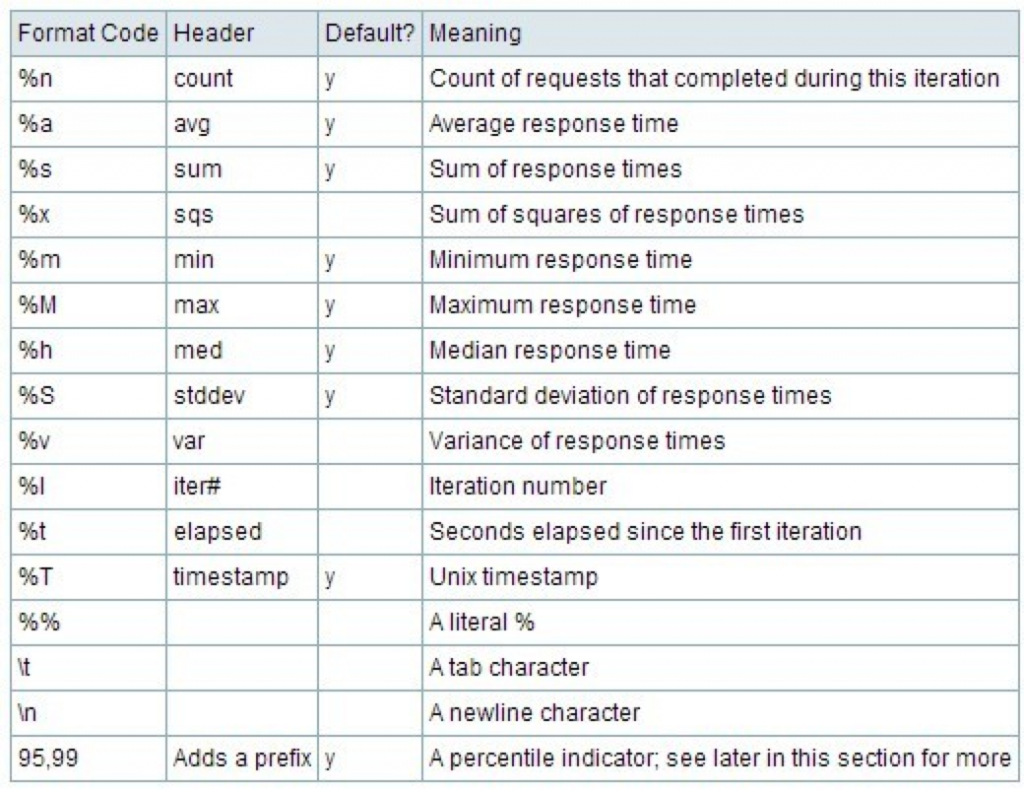 Format Code Header Default? Meaning
%n count y Count of requests that completed during this iteration
%a avg y Average response time
%s sum y Sum of response times
%x sqs Sum of squares of response times
%m min y Minimum response time
%M max y Maximum response time
%h med y Median response time
%S stddev y Standard deviation of response times
%v var Variance of response times
%I iter# Iteration number
%t elapsed Seconds elapsed since the first iteration
%T timestamp y Unix timestamp
%% A literal %
\t A tab character
\n A newline character
95,99 Adds a prefix y A percentile indicator; see later in this section for more